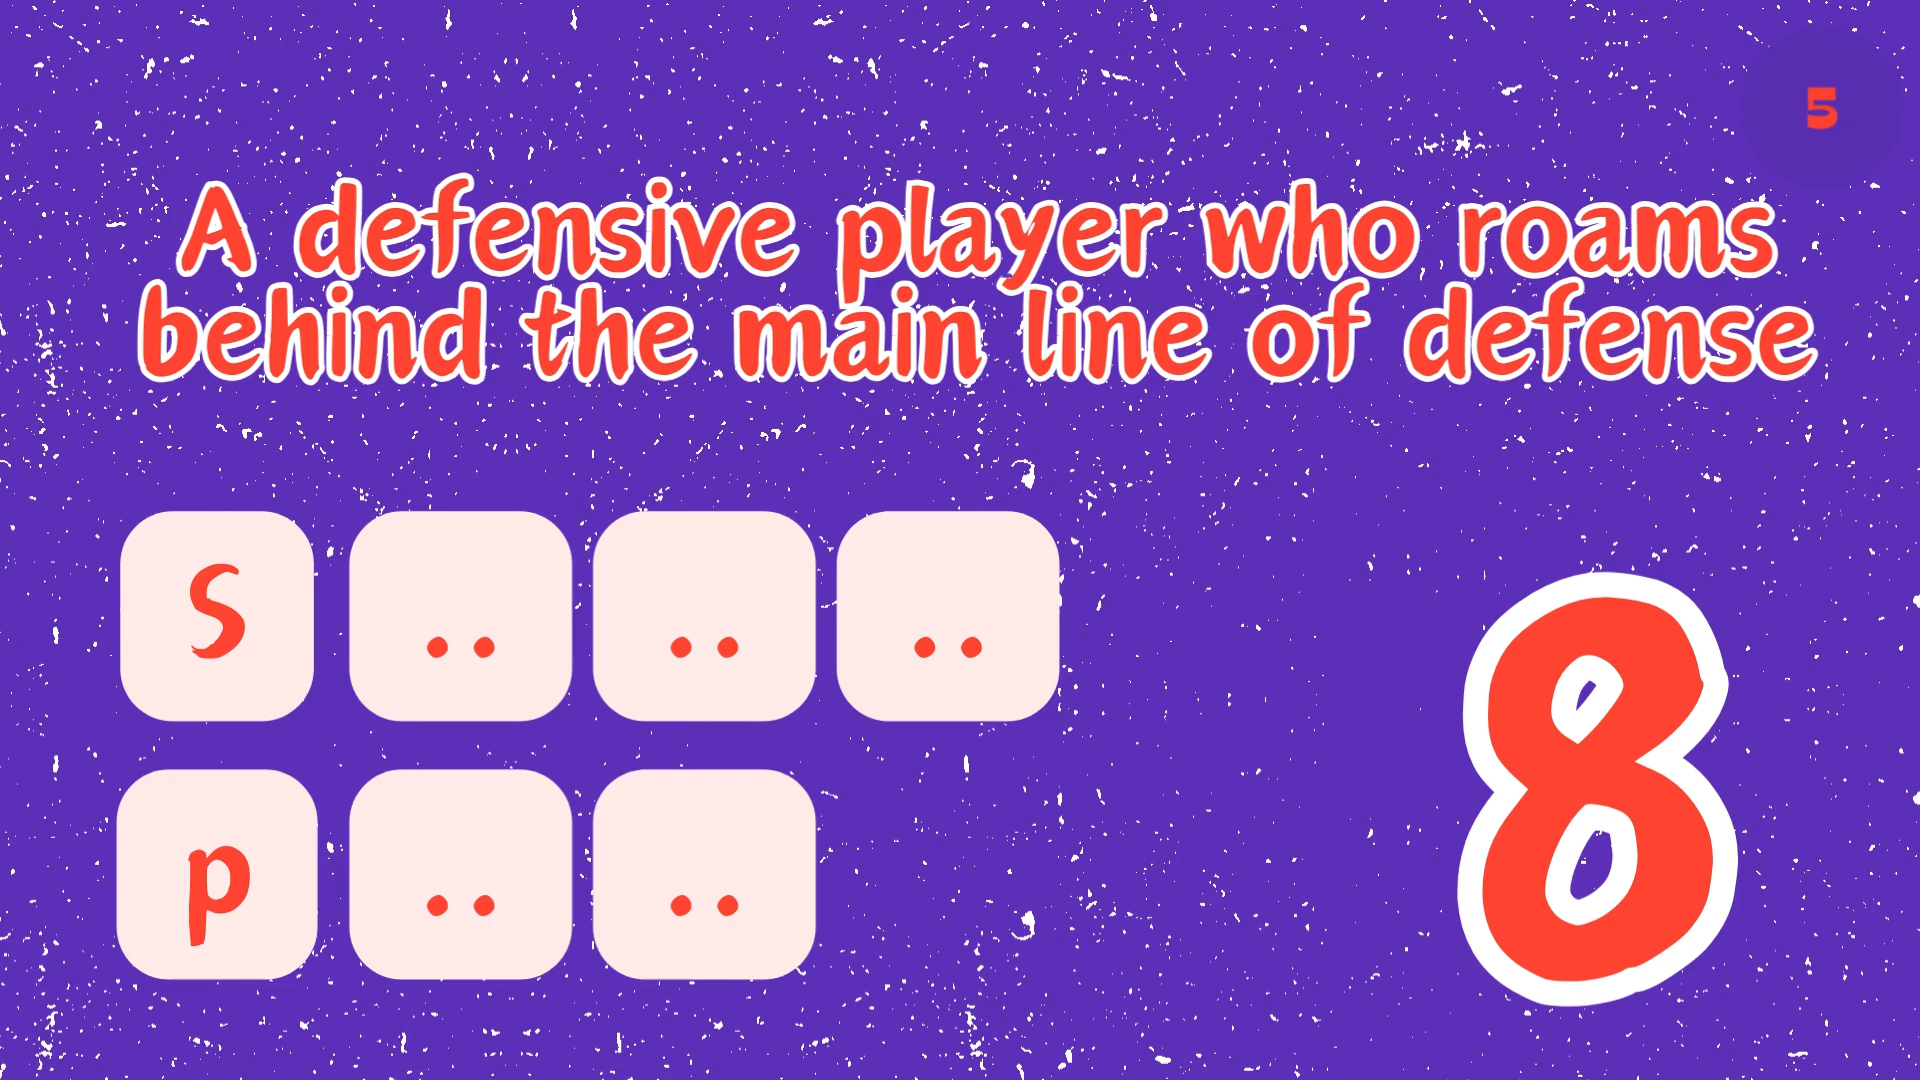 5
A defensive player who roams
behind the main line of defense
S .. .. ..
P .. ..
8